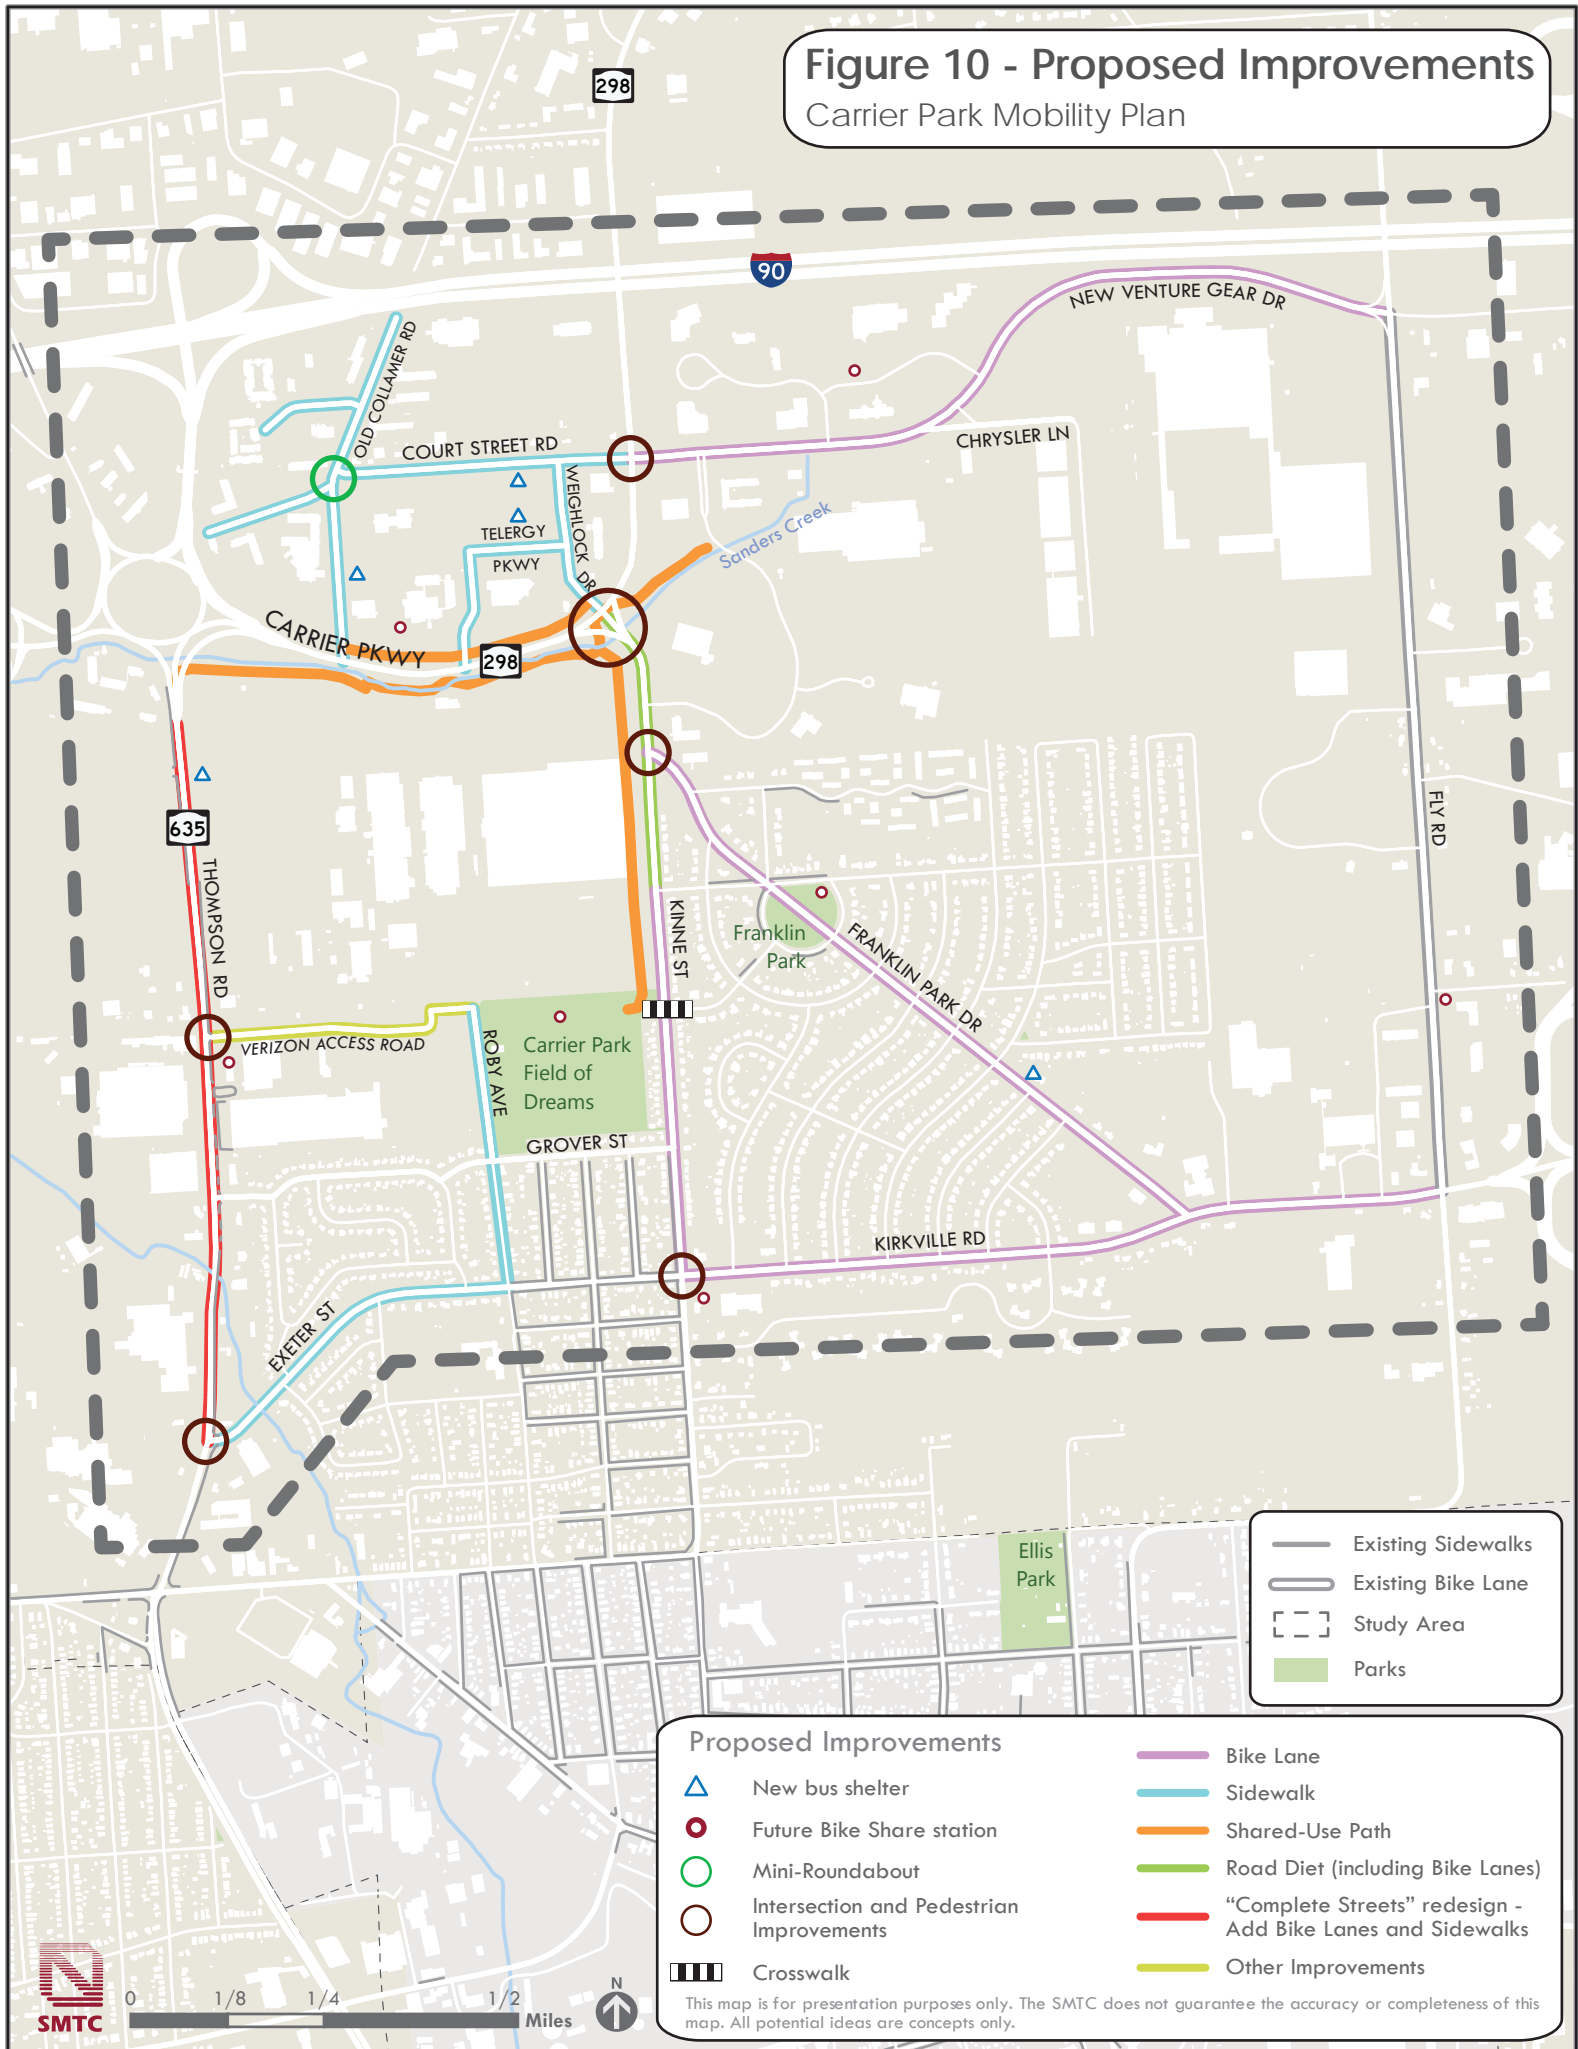 Figure 10 - Proposed Improvements
Carrier Park Mobility Plan
298
90
NEW VENTURE GEAR DR
OLD COLLAMER RD
COURT STREET RD
CHRYSLER LN
WEIGHLOCK DR
TELERGY
PKWY
Sanders Creek
CARRIER PKWY
298
635
THOMPSON RD
FLY RD
KINNE ST
Franklin
Park
FRANKLIN PARK DR
VERIZON ACCESS ROAD
ROBY AVE
Carrier Park
Field of
Dreams
GROVER ST
KIRKVILLE RD
EXETER ST
Ellis
Park
Existing Sidewalks
Existing Bike Lane
Study Area
Parks
Proposed Improvements
New bus shelter
Future Bike Share station
Mini-Roundabout
Intersection and Pedestrian
Improvements
Crosswalk
Bike Lane
Sidewalk
Shared-Use Path
Road Diet (including Bike Lanes)
“Complete Streets” redesign -
Add Bike Lanes and Sidewalks
Other Improvements
This map is for presentation purposes only. The SMTC does not guarantee the accuracy or completeness of this
map. All potential ideas are concepts only.
SMTC
0 1/8 1/4 1/2
Miles
N